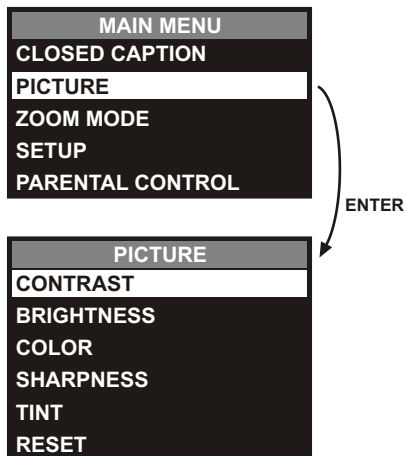 MAIN MENU
CLOSED CAPTION
PICTURE
ZOOM MODE
SETUP
PARENTAL CONTROL
ENTER
PICTURE
CONTRAST
BRIGHTNESS
COLOR
SHARPNESS
TINT
RESET